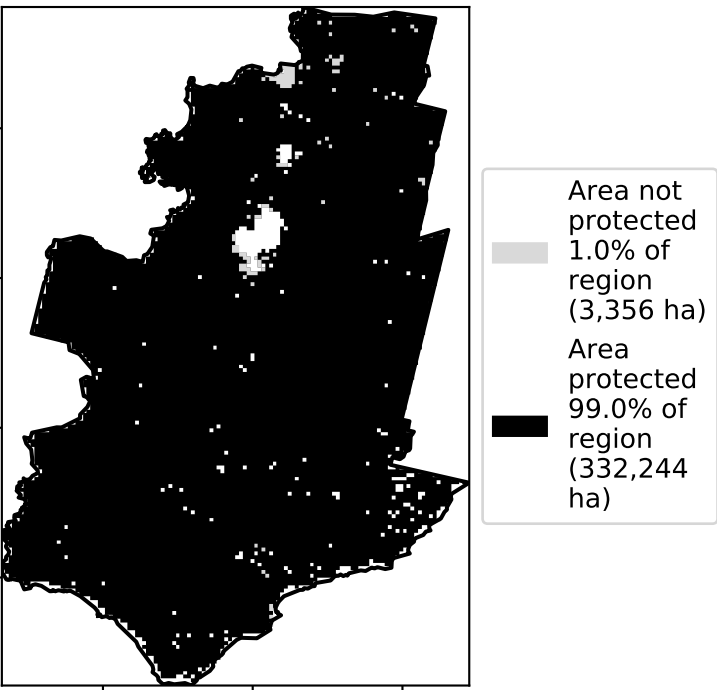 Area not
protected
1.0% of
region
(3,356 ha)
Area
protected
99.0% of
region
(332,244
ha)